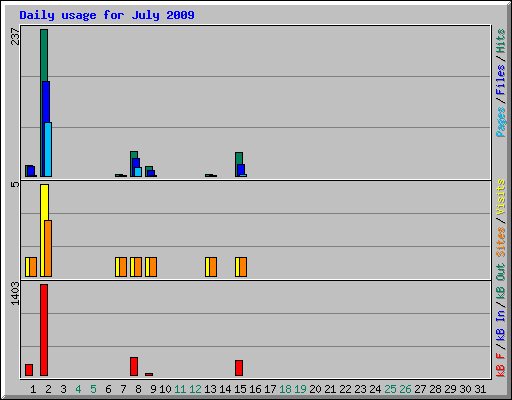 Daily usage for July 2009
237
Pages / Files / Hits
5
Sites / Visits
1403
kB F / kB In / kB Out
1 2 3 4 5 6 7 8 9 10 11 12 13 14 15 16 17 18 19 20 21 22 23 24 25 26 27 28 29 30 31